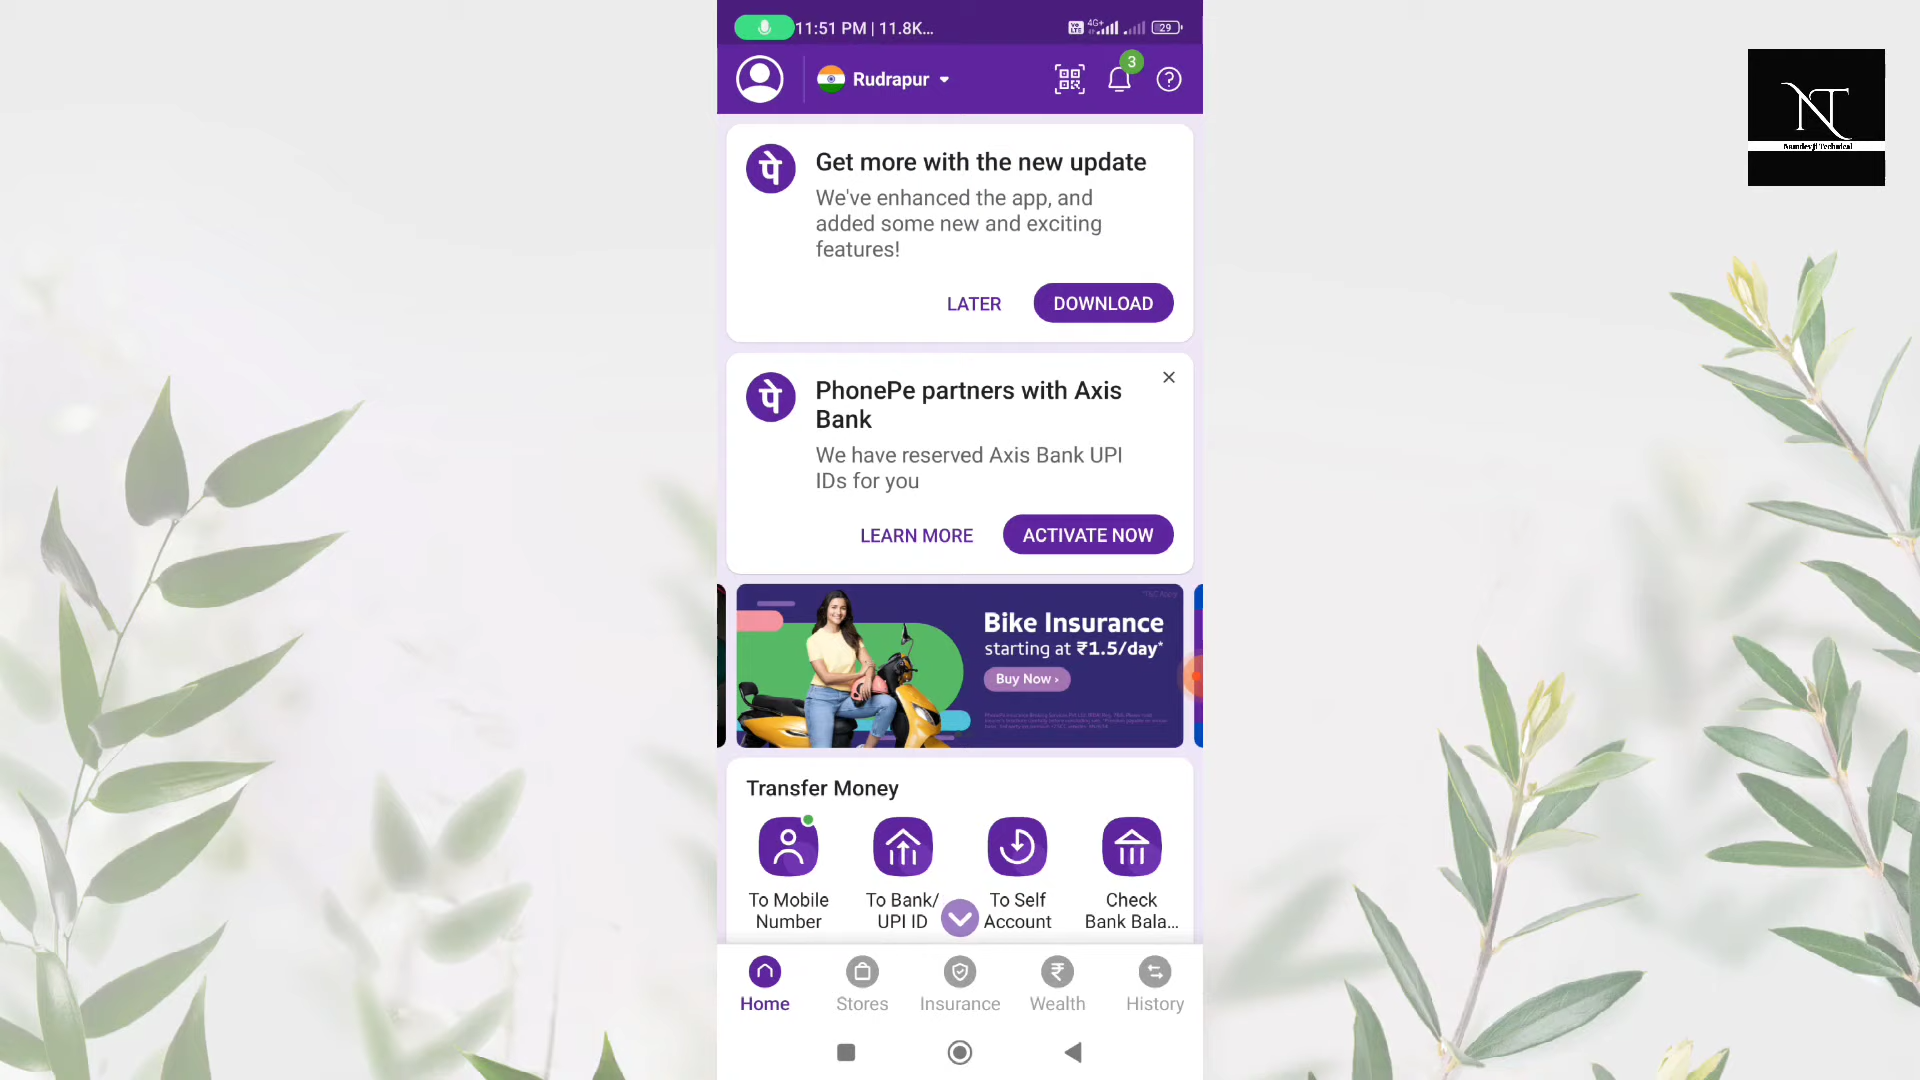 11:51 PM | 11.8K...
4G+
29
Rudrapur
3
NT
Get more with the new update
We've enhanced the app, and
added some new and exciting
features!
LATER
DOWNLOAD
पे
PhonePe partners with Axis
Bank
We have reserved Axis Bank UPI
IDs for you
LEARN MORE
ACTIVATE NOW
पे
Bike Insurance
starting at ₹1.5/day*
Buy Now ›
Transfer Money
To Mobile
Number
To Bank/
UPI ID
To Self
Account
Check
Bank Bala...
Home
Stores
Insurance
Wealth
History